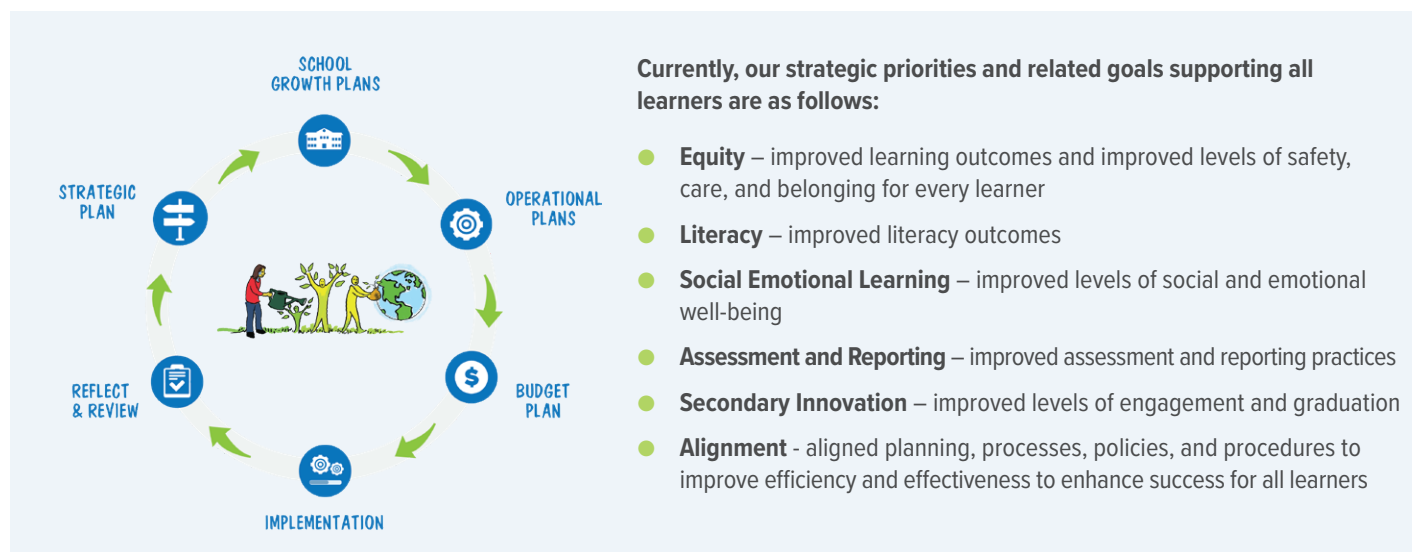 SCHOOL
GROWTH PLANS
OPERATIONAL
PLANS
BUDGET
PLAN
IMPLEMENTATION
REFLECT
& REVIEW
STRATEGIC
PLAN
$
Currently, our strategic priorities and related goals supporting all
learners are as follows:
Equity – improved learning outcomes and improved levels of safety,
care, and belonging for every learner
Literacy – improved literacy outcomes
Social Emotional Learning – improved levels of social and emotional
well-being
Assessment and Reporting – improved assessment and reporting practices
Secondary Innovation – improved levels of engagement and graduation
Alignment - aligned planning, processes, policies, and procedures to
improve efficiency and effectiveness to enhance success for all learners